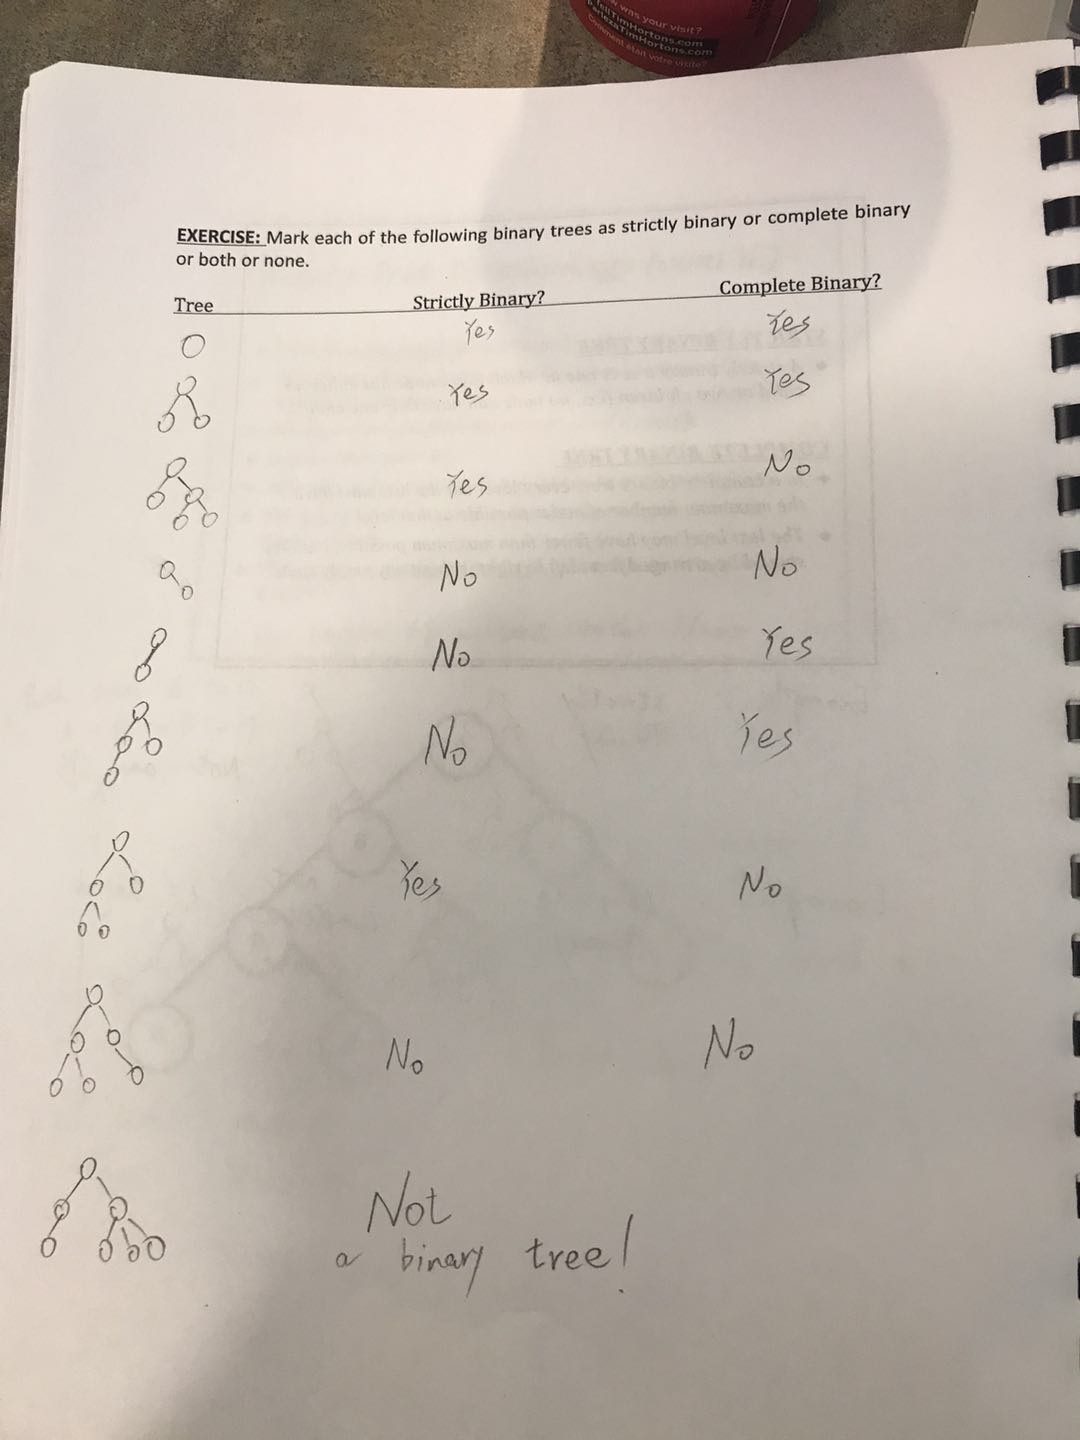 was your visit?
TellTimHortons.com
ParlezaTimHortons.com
Comment était votre visite?
EXERCISE: Mark each of the following binary trees as strictly binary or complete binary
or both or none.
Tree Strictly Binary? Complete Binary?
Yes Yes
Yes Yes
Yes No
No No
No Yes
No Yes
Yes No
No No
Not
a binary tree!